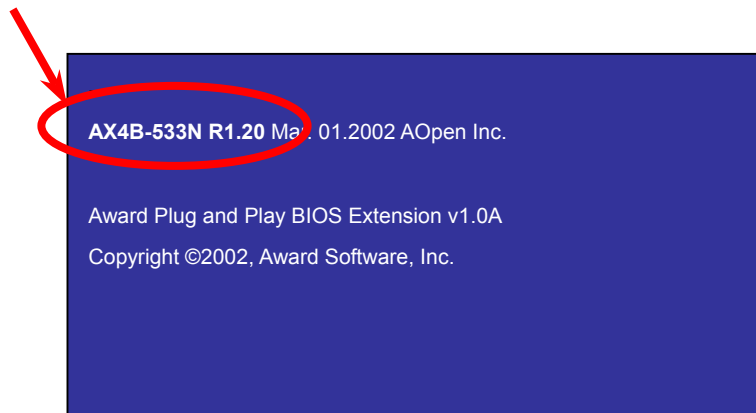 AX4B-533N R1.20 Mar. 01.2002 AOpen Inc.
Award Plug and Play BIOS Extension v1.0A
Copyright ©2002, Award Software, Inc.